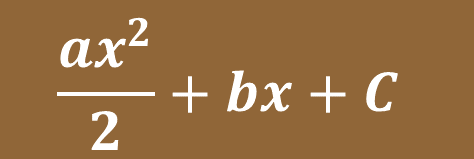 ax²/2 + bx + C